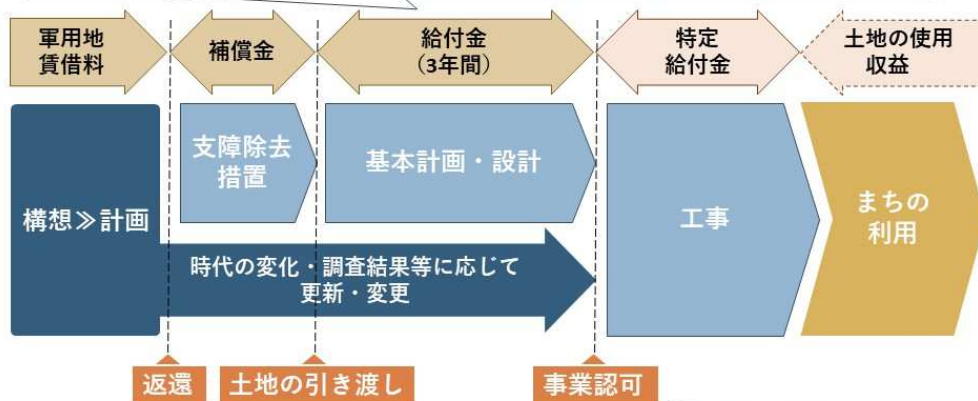 軍用地
賃借料
補償金
給付金
（3年間）
特定
給付金
土地の使用
収益
支障除去
措置
基本計画・設計
構想≫計画
工事
まちの
利用
時代の変化・調査結果等に応じて
更新・変更
返還
土地の引き渡し
事業認可